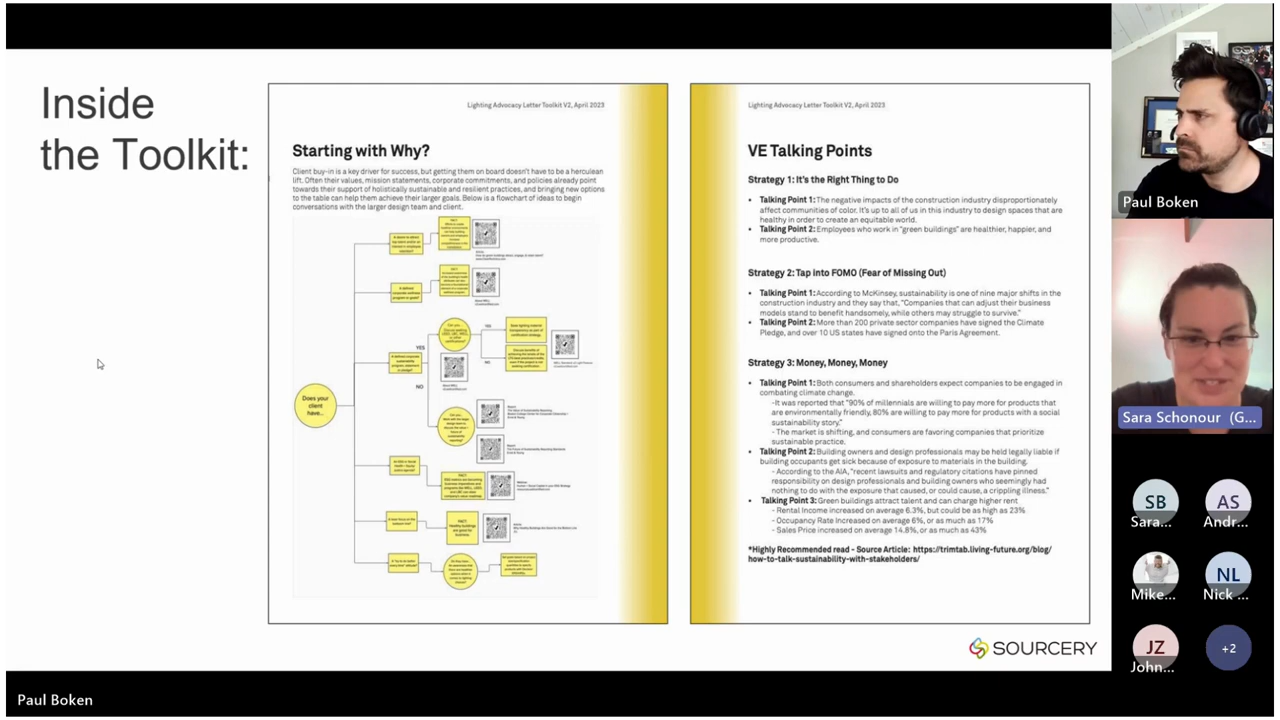 Inside
the Toolkit:
Lighting Advocacy Letter Toolkit V2, April 2023
Starting with Why?
Client buy-in is a key driver for success, but getting them on board doesn't have to be a herculean
lift. Often their values, mission statements, corporate commitments, and policies already point
towards their support of holistically sustainable and resilient practices, and bringing new options
to the table can help them achieve their larger goals. Below is a flowchart of ideas to begin
conversations with the larger design team and client.
Does your
client
have...
YES
NO
YES
NO
FACT:
Healthy buildings
are good for
business
Lighting Advocacy Letter Toolkit V2, April 2023
VE Talking Points
Strategy 1: It's the Right Thing to Do
• Talking Point 1: The negative impacts of the construction industry disproportionately
affect communities of color. It's up to all of us in this industry to design spaces that are
healthy in order to create an equitable world.
• Talking Point 2: Employees who work in "green buildings" are healthier, happier, and
more productive.
Strategy 2: Tap into FOMO (Fear of Missing Out)
• Talking Point 1: According to McKinsey, sustainability is one of nine major shifts in the
construction industry and they say that, "Companies that can adjust their business
models stand to benefit handsomely, while others may struggle to survive."
• Talking Point 2: More than 200 private sector companies have signed the Climate
Pledge, and over 10 US states have signed onto the Paris Agreement.
Strategy 3: Money, Money, Money
• Talking Point 1: Both consumers and shareholders expect companies to be engaged in
combating climate change.
-It was reported that "90% of millennials are willing to pay more for products that
are environmentally friendly, 80% are willing to pay more for products with a social
sustainability story."
- The market is shifting, and consumers are favoring companies that prioritize
sustainable practice.
• Talking Point 2: Building owners and design professionals may be held legally liable if
building occupants get sick because of exposure to materials in the building.
- According to the AIA, "recent lawsuits and regulatory citations have pinned
responsibility on design professionals and building owners who seemingly had
nothing to do with the exposure that caused, or could cause, a crippling illness."
• Talking Point 3: Green buildings attract talent and can charge higher rent
- Rental Income increased on average 6.3%, but could be as high as 23%
- Occupancy Rate Increased on average 6%, or as much as 17%
- Sales Price increased on average 14.8%, or as much as 43%
*Highly Recommended read - Source Article: https://trimtab.living-future.org/blog/
how-to-talk-sustainability-with-stakeholders/
SOURCERY
Paul Boken
Sara Schonour (G...
SB
Sara...
AS
Andr...
Mike...
NL
Nick ...
JZ
John...
+2
Paul Boken